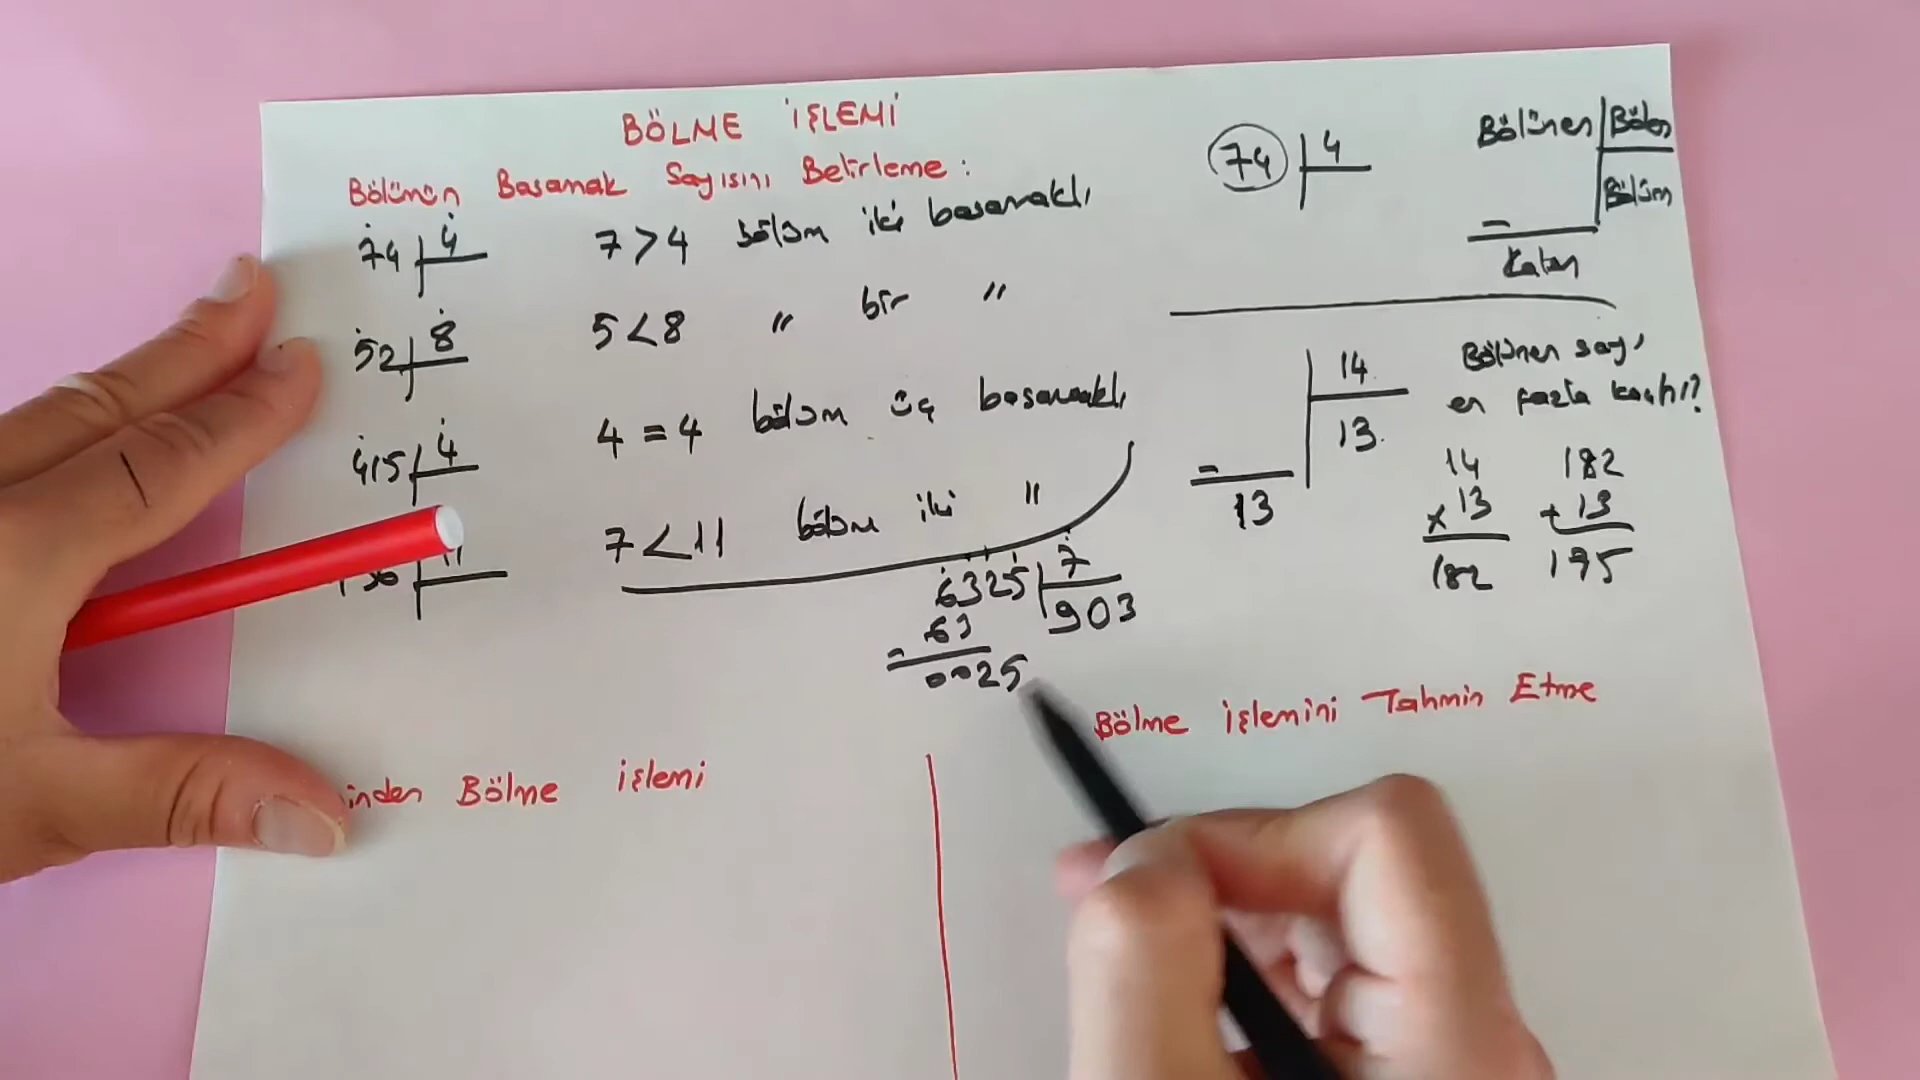 BÖLME İŞLEMİ
Bölümün Basamak Sayısını Belirleme:
74 4 7>4 bölüm iki basamaklı
52 8 5<8 " bir "
415 4 4=4 bölüm üç basamaklı
11 7<11 bölüm iki "
6325 7
903
- 63
0025
74 4
Bölünen Bölen
Bölüm
-
Kalan
14
13
-
13
Bölünen sayı
en fazla kaçtır?
14
x 13
182
182
+ 13
195
inden Bölme işlemi
Bölme işlemini Tahmin Etme